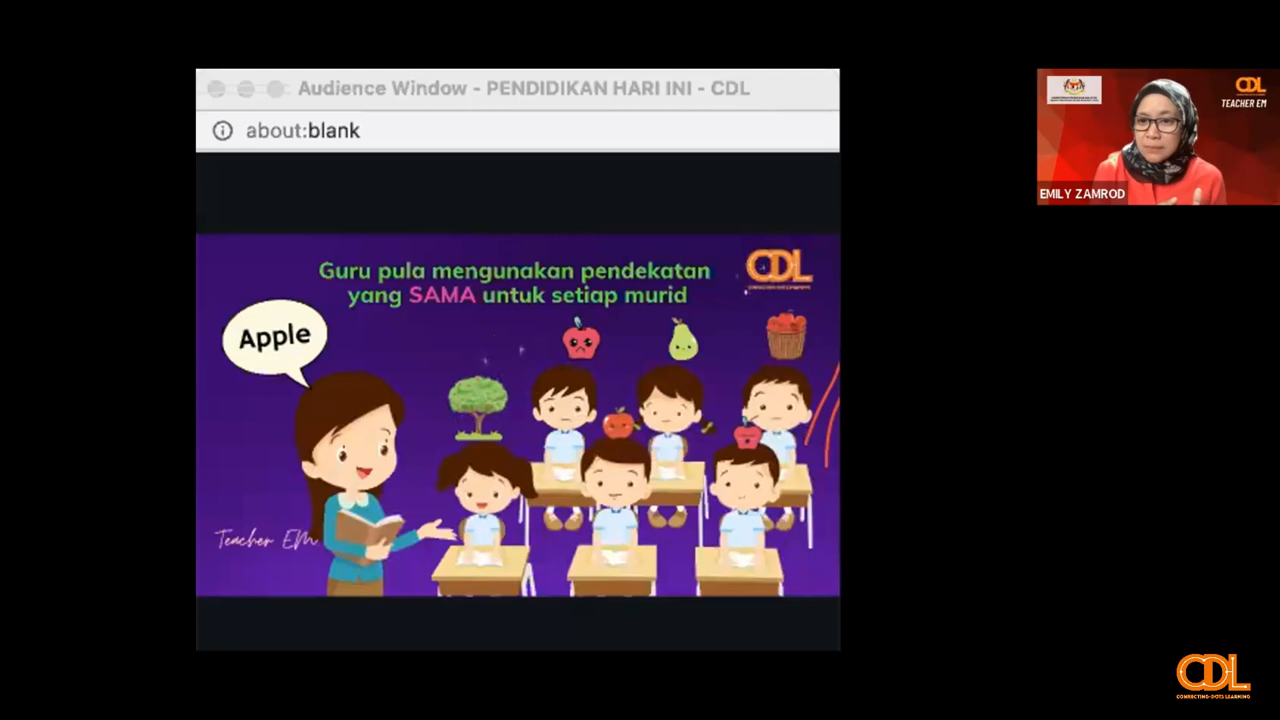 Audience Window - PENDIDIKAN HARI INI - CDL
about:blank
Guru pula mengunakan pendekatan
yang SAMA untuk setiap murid
CDL
Apple
Teacher EM
CDL
TEACHER EM
EMILY ZAMROD
CDL
CONNECTING-DOTS LEARNING